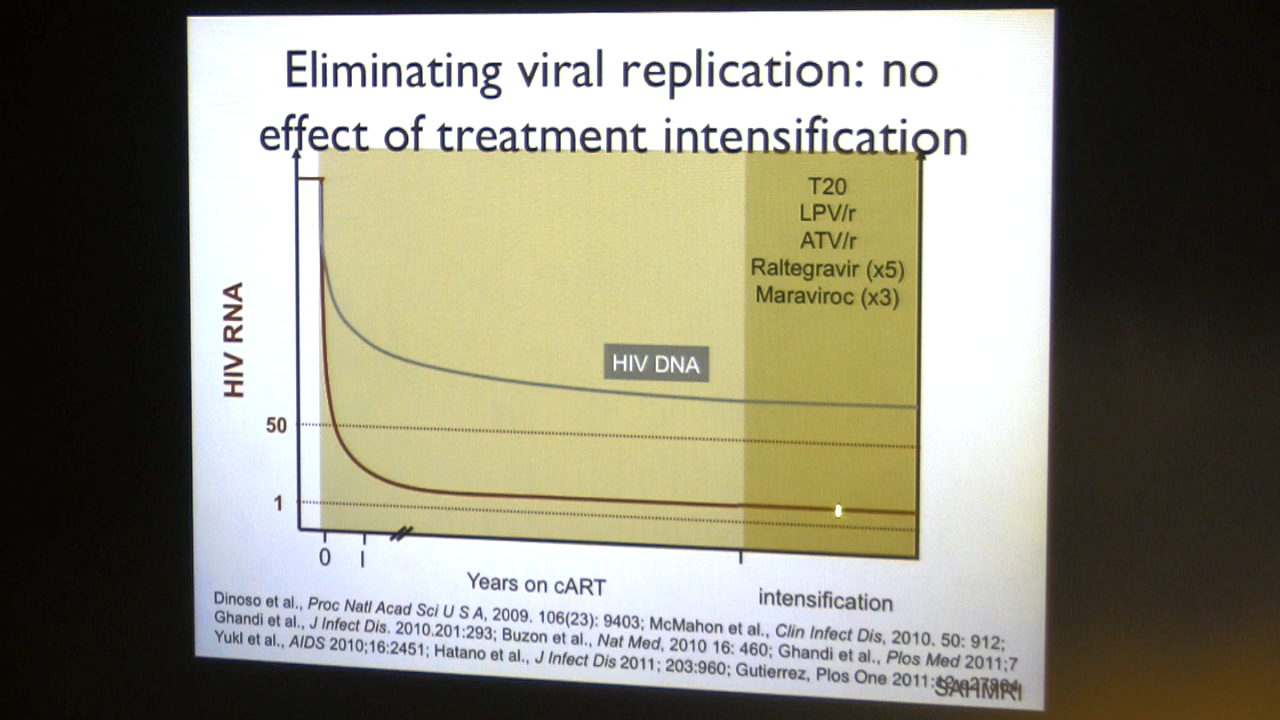 Eliminating viral replication: no
effect of treatment intensification
T20
LPV/r
ATV/r
Raltegravir (x5)
Maraviroc (x3)
HIV RNA
HIV DNA
50
1
0
1
Years on cART
intensification
Dinoso et al., Proc Natl Acad Sci U S A, 2009. 106(23): 9403; McMahon et al., Clin Infect Dis, 2010. 50: 912;
Ghandi et al., J Infect Dis. 2010.201:293; Buzon et al., Nat Med, 2010 16: 460; Ghandi et al., Plos Med 2011;7
Yukl et al., AIDS 2010;16:2451; Hatano et al., J Infect Dis 2011; 203:960; Gutierrez, Plos One 2011:
SAHMRI